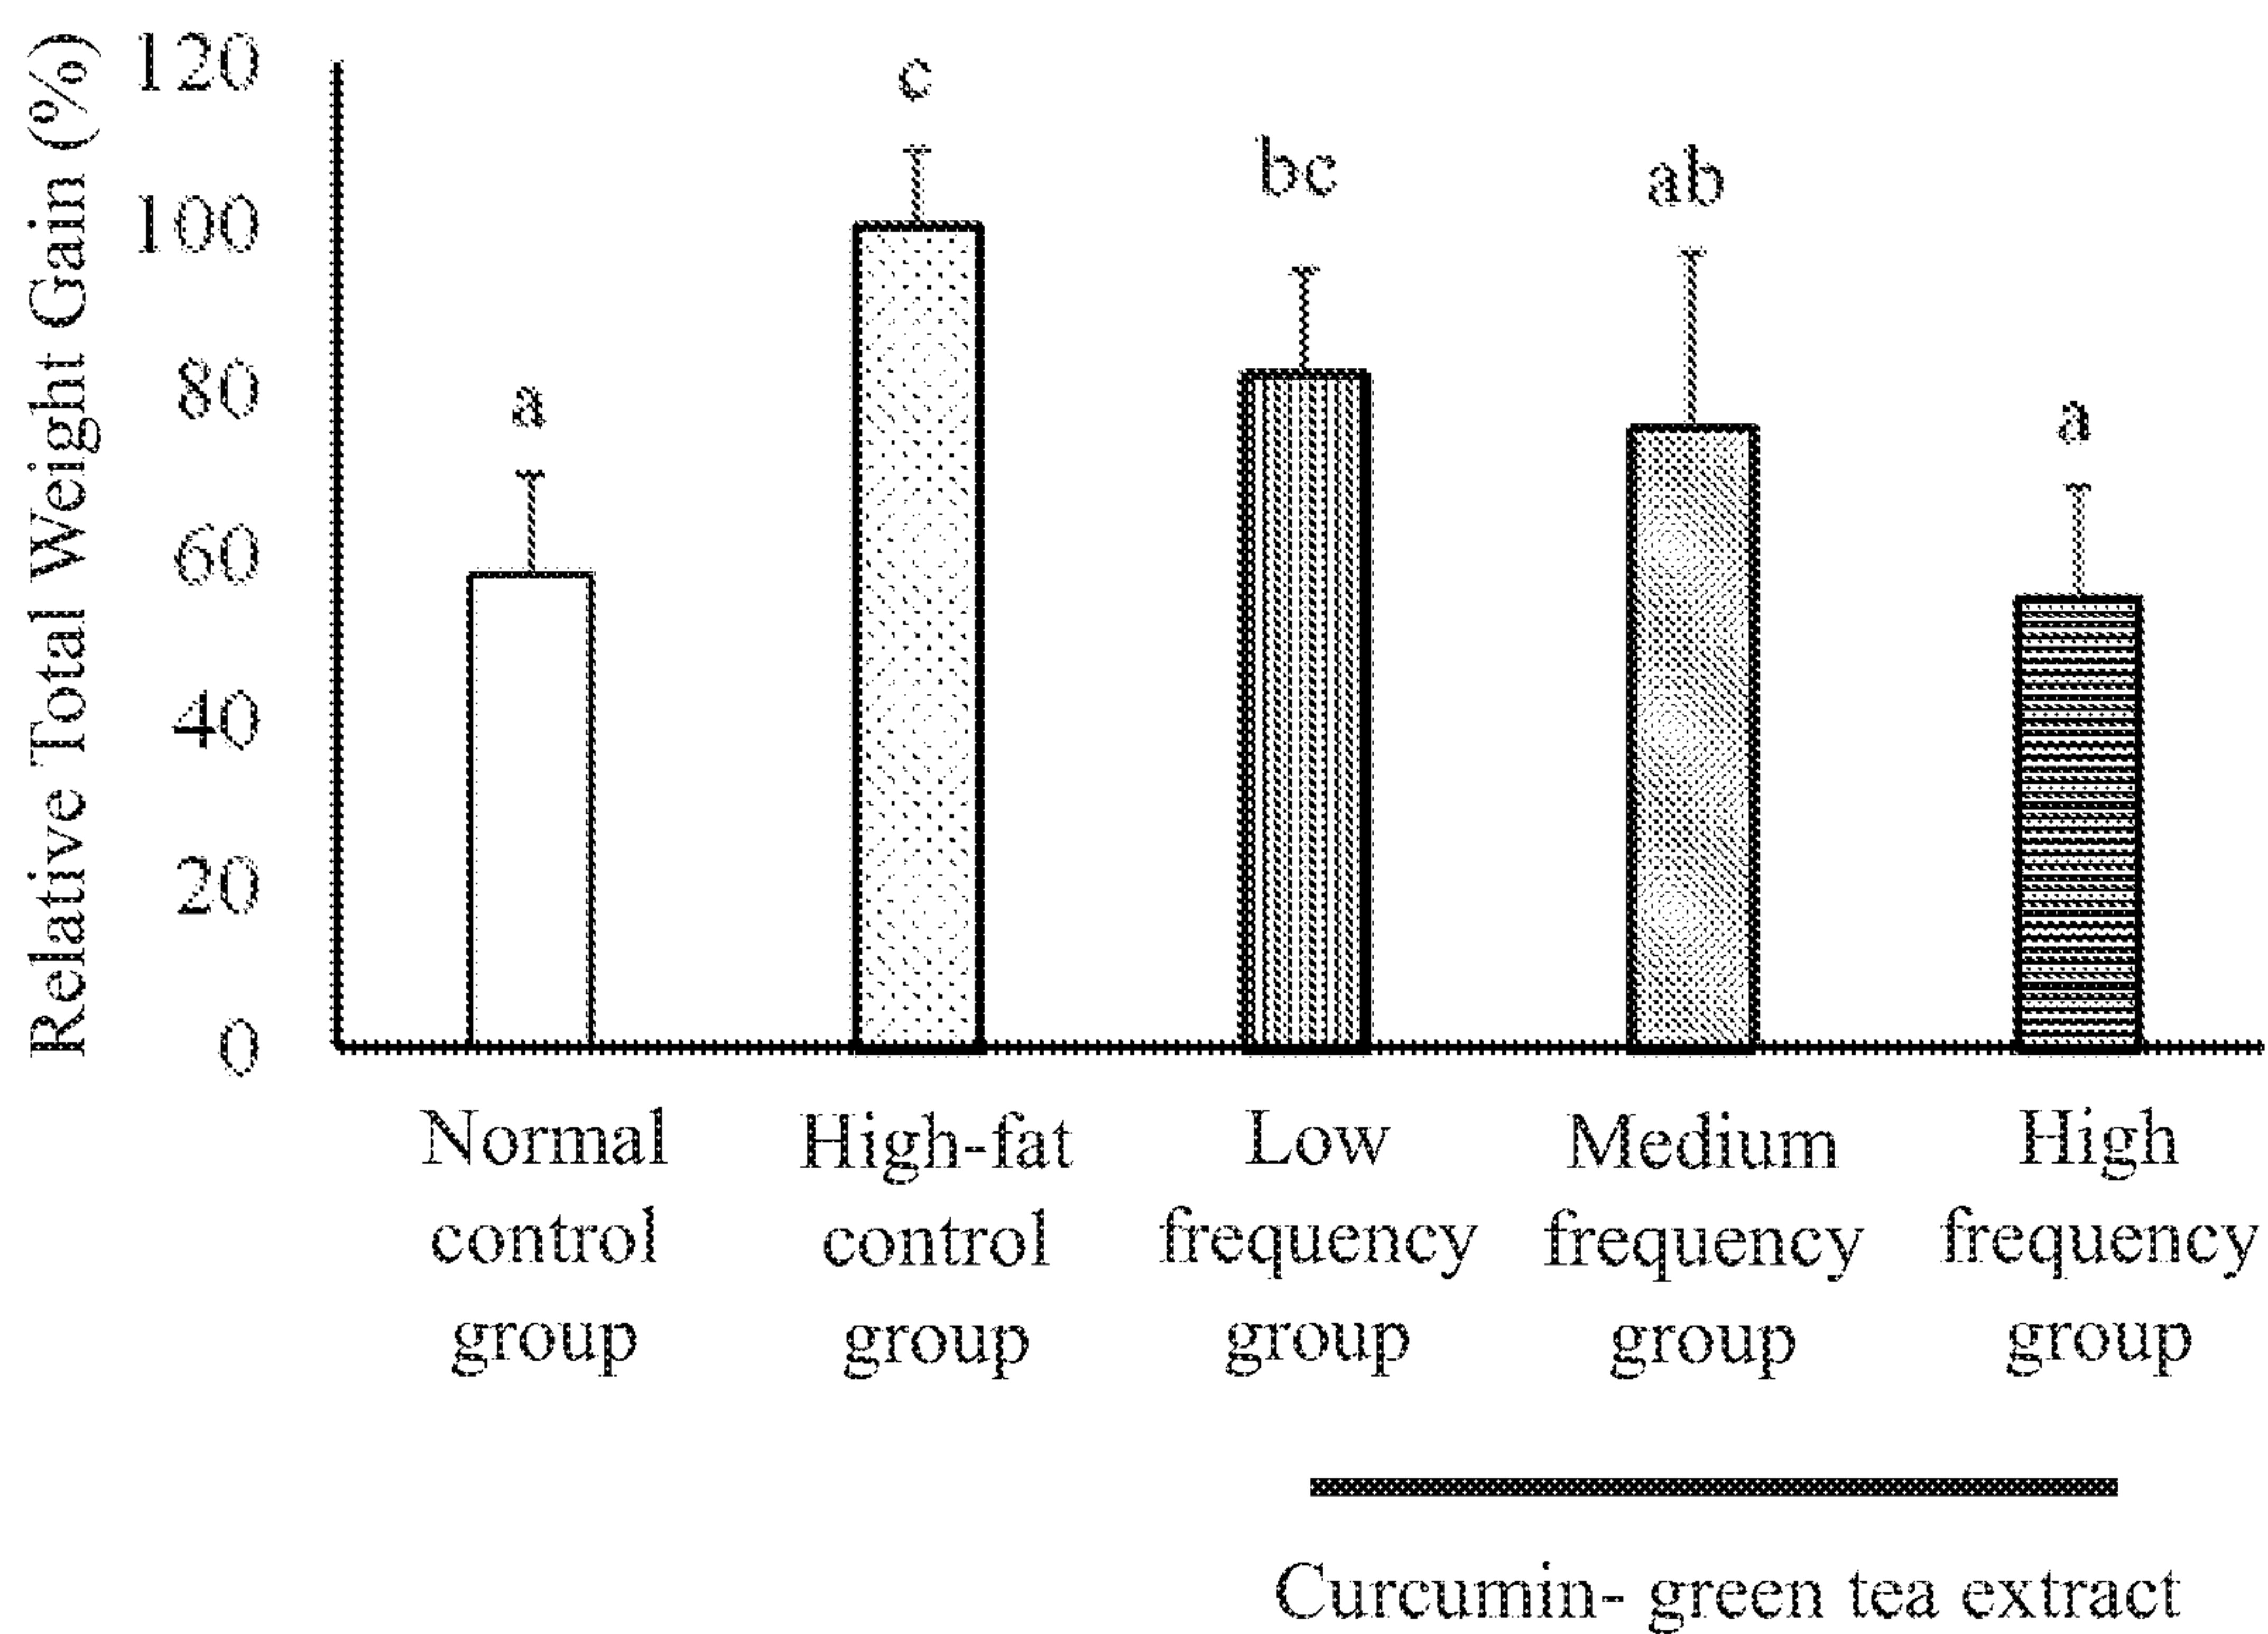 Relative Total Weight Gain (%)
120
100
80
60
40
20
0
a
c
bc
ab
a
Normal
control
group
High-fat
control
group
Low
frequency
group
Medium
frequency
group
High
frequency
group
Curcumin- green tea extract